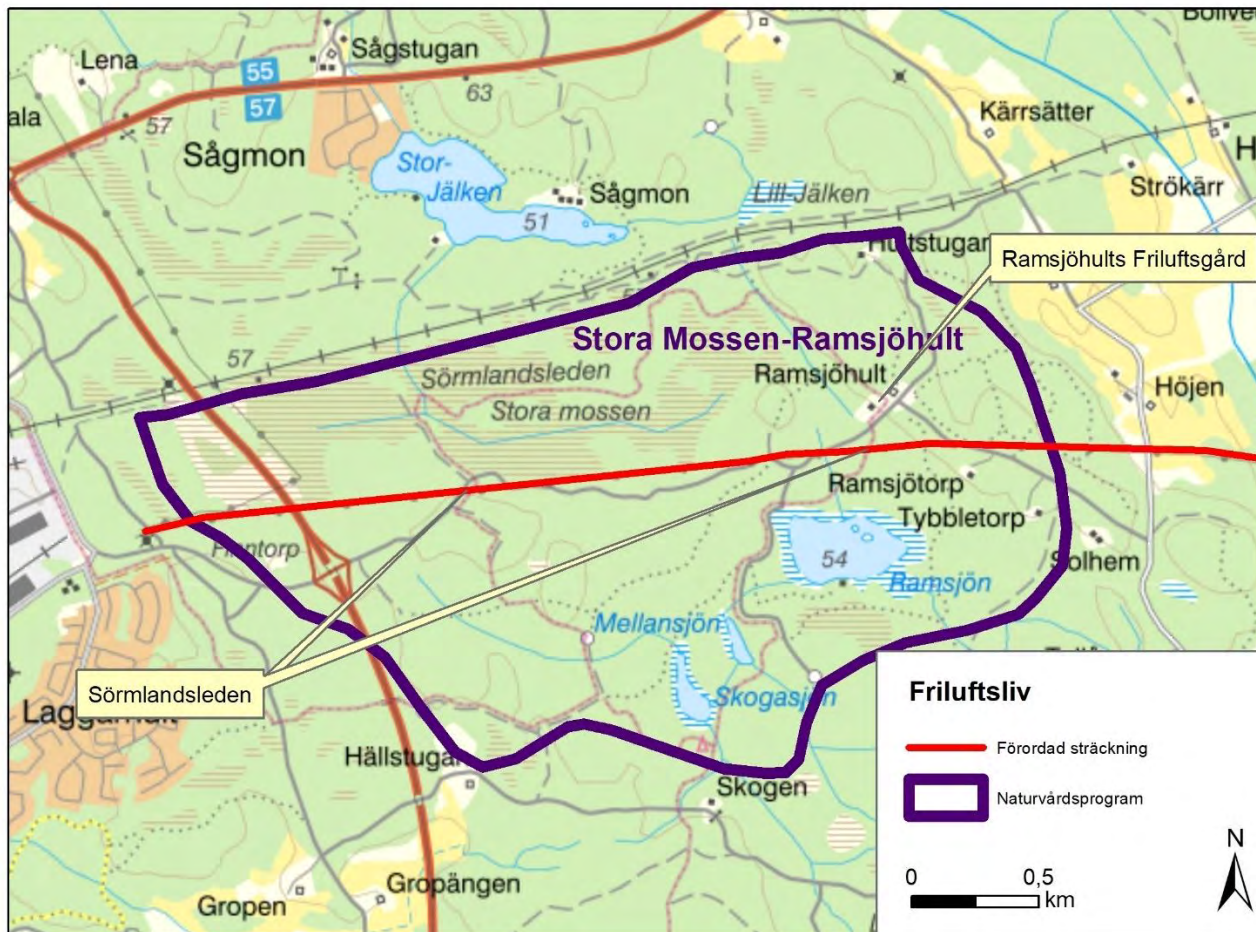 Lena
Sågstugan
55
57
63
57
ala
Sågmon
Stor-
Jälken
Sågmon
51
Lill-Jälken
Kärrsätter
Strökärr
H
Ramsjöhults Friluftsgård
57
Stora Mossen-Ramsjöhult
Sörmlandsleden
Ramsjöhult
Stora mossen
Höjen
Ramsjötorp
Tybbletorp
Solhem
54
Ramsjön
Mellansjön
Skogasjön
Sörmlandsleden
Hällstugan
Skogen
Gropängen
Gropen
Friluftsliv
Förordad sträckning
Naturvårdsprogram
0
0,5
km
N